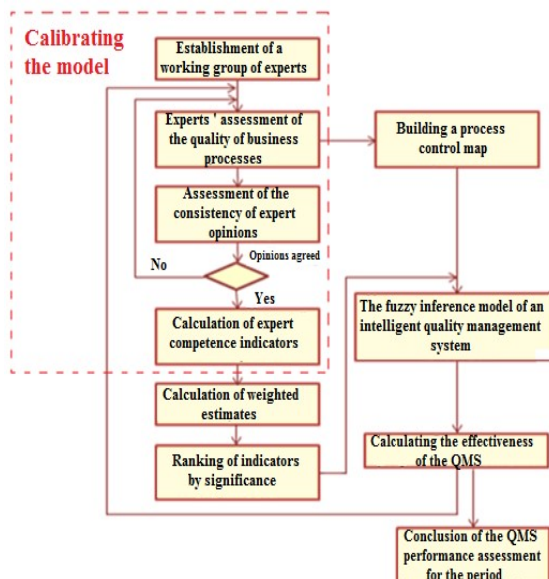 Calibrating
the model
Establishment of a
working group of experts
Experts ' assessment of
the quality of business
processes
Building a process
control map
Assessment of the
consistency of expert
opinions
Opinions agreed
No
Yes
Calculation of expert
competence indicators
The fuzzy inference model of an
intelligent quality management
system
Calculation of weighted
estimates
Ranking of indicators
by significance
Calculating the effectiveness
of the QMS
Conclusion of the QMS
performance assessment
for the period